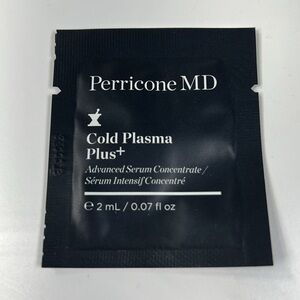 Perricone MD
Cold Plasma
Plus+
Advanced Serum Concentrate /
Sérum Intensif Concentré
℮ 2 mL / 0.07 fl oz